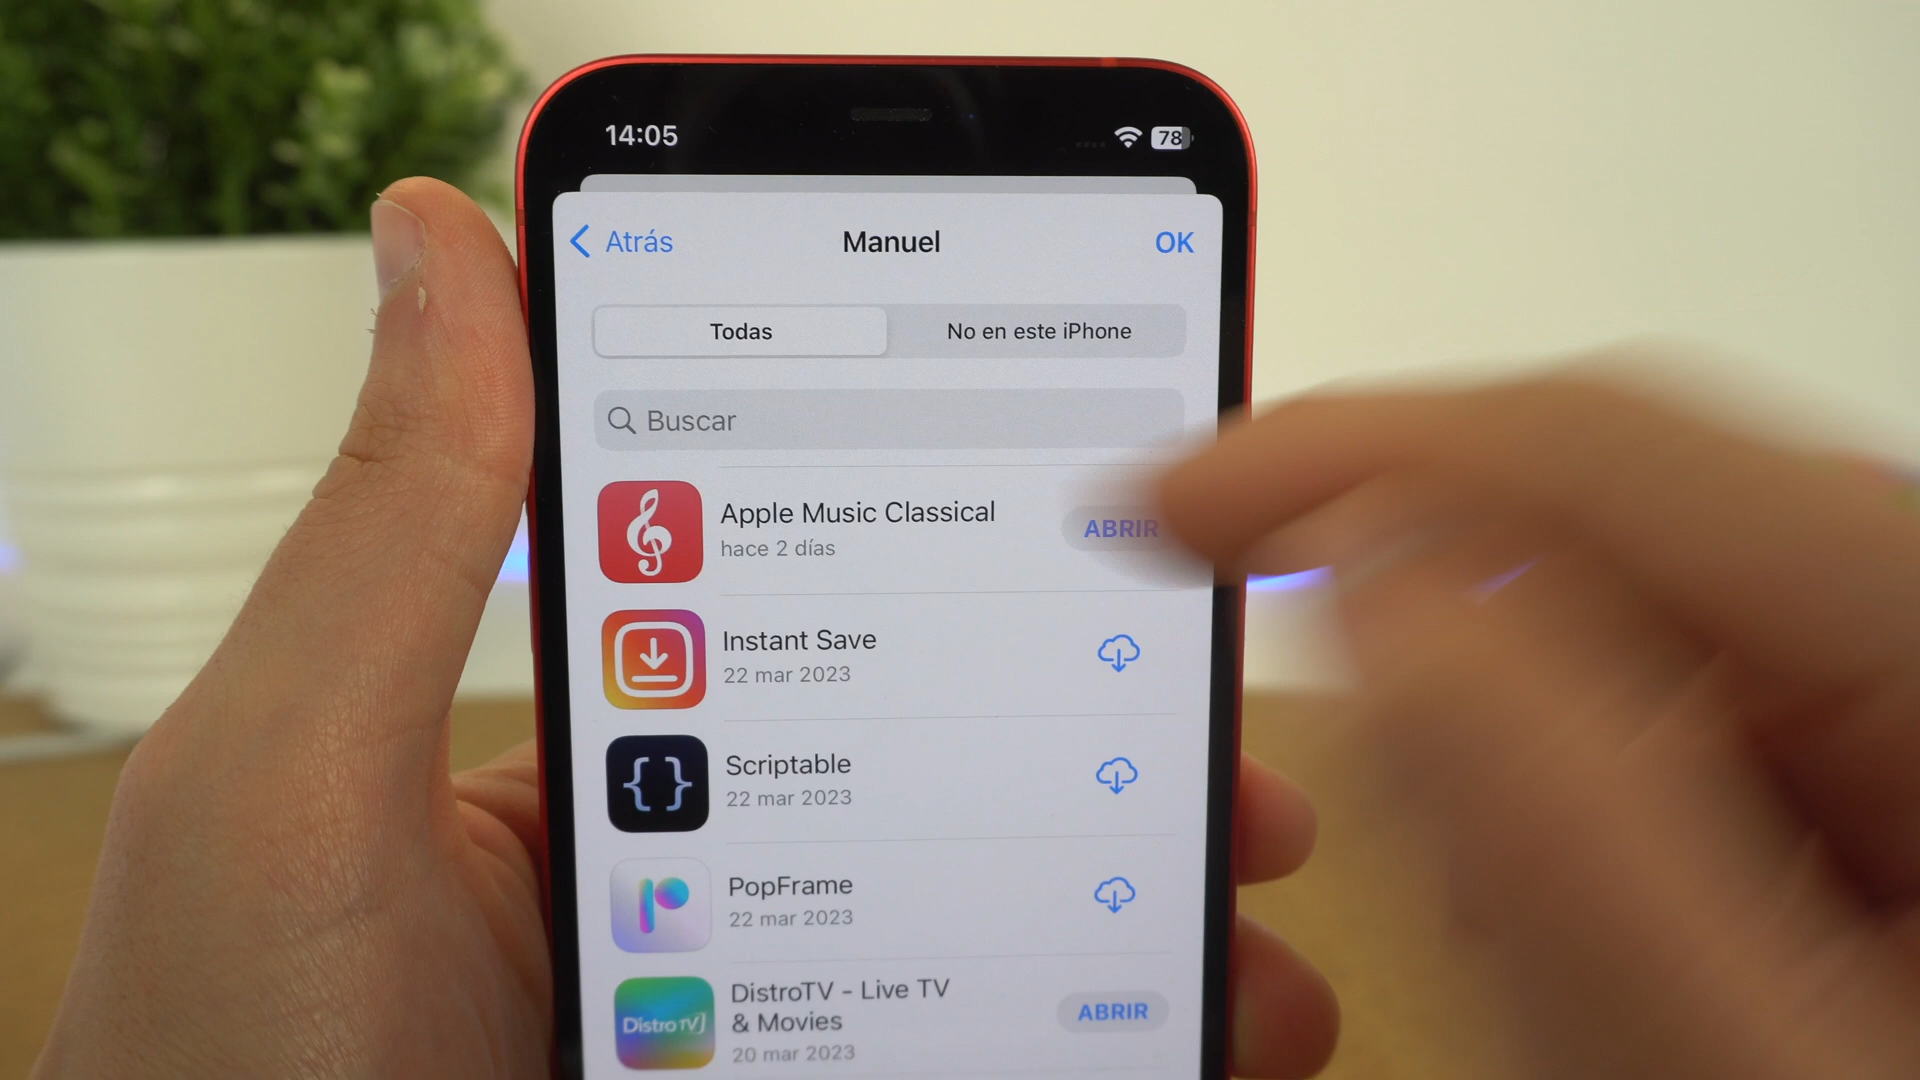 14:05
78
Atrás
Manuel
OK
Todas
No en este iPhone
Buscar
Apple Music Classical
hace 2 días
ABRIR
Instant Save
22 mar 2023
Scriptable
22 mar 2023
PopFrame
22 mar 2023
DistroTV - Live TV
& Movies
20 mar 2023
ABRIR
Distro TV